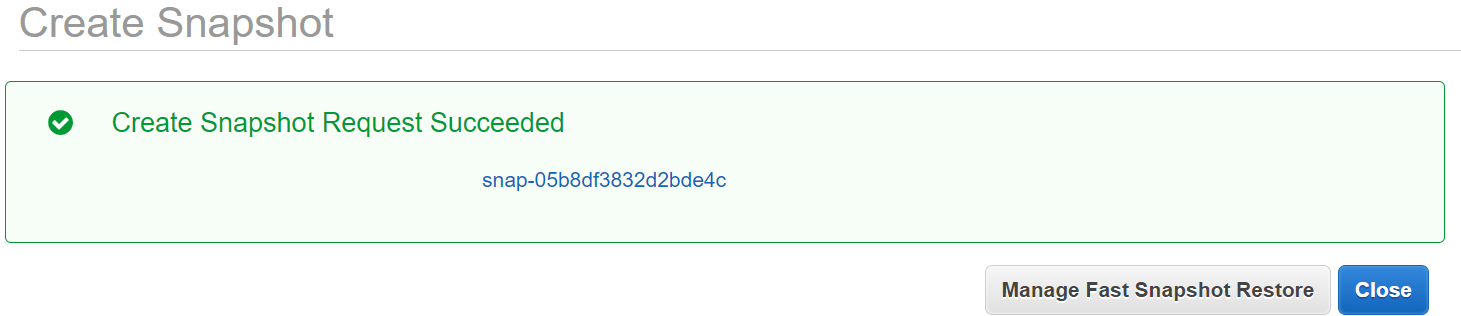 Create Snapshot
Create Snapshot Request Succeeded
snap-05b8df3832d2bde4c
Manage Fast Snapshot Restore
Close